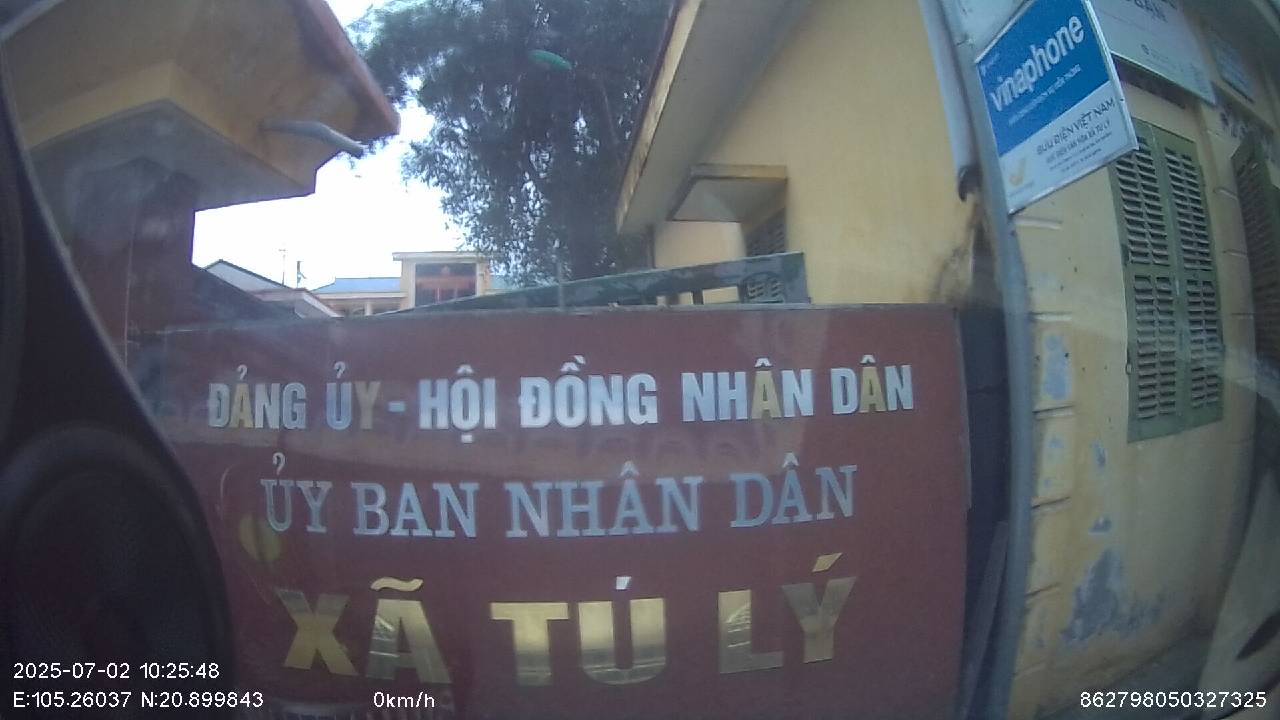 vinaphone
BƯU ĐIỆN VIỆT NAM
ĐẢNG ỦY - HỘI ĐỒNG NHÂN DÂN
ỦY BAN NHÂN DÂN
XÃ TÚ LÝ
2025-07-02 10:25:48
E:105.26037 N:20.899843 0km/h
862798050327325